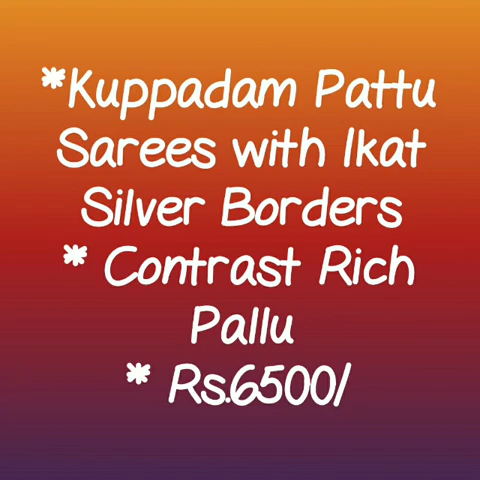 *Kuppadam Pattu
Sarees with Ikat
Silver Borders
* Contrast Rich
Pallu
* Rs.6500/